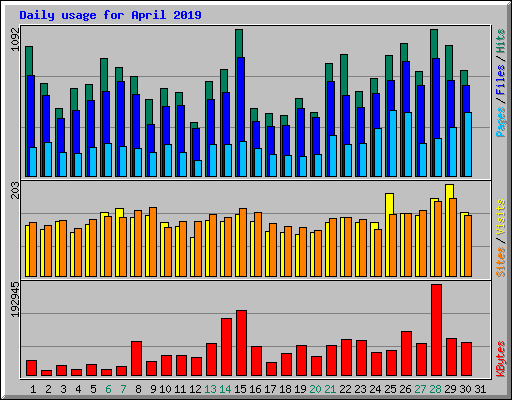 Daily usage for April 2019
1092
Pages / Files / Hits
203
Sites / Visits
192945
KBytes
1 2 3 4 5 6 7 8 9 10 11 12 13 14 15 16 17 18 19 20 21 22 23 24 25 26 27 28 29 30 31